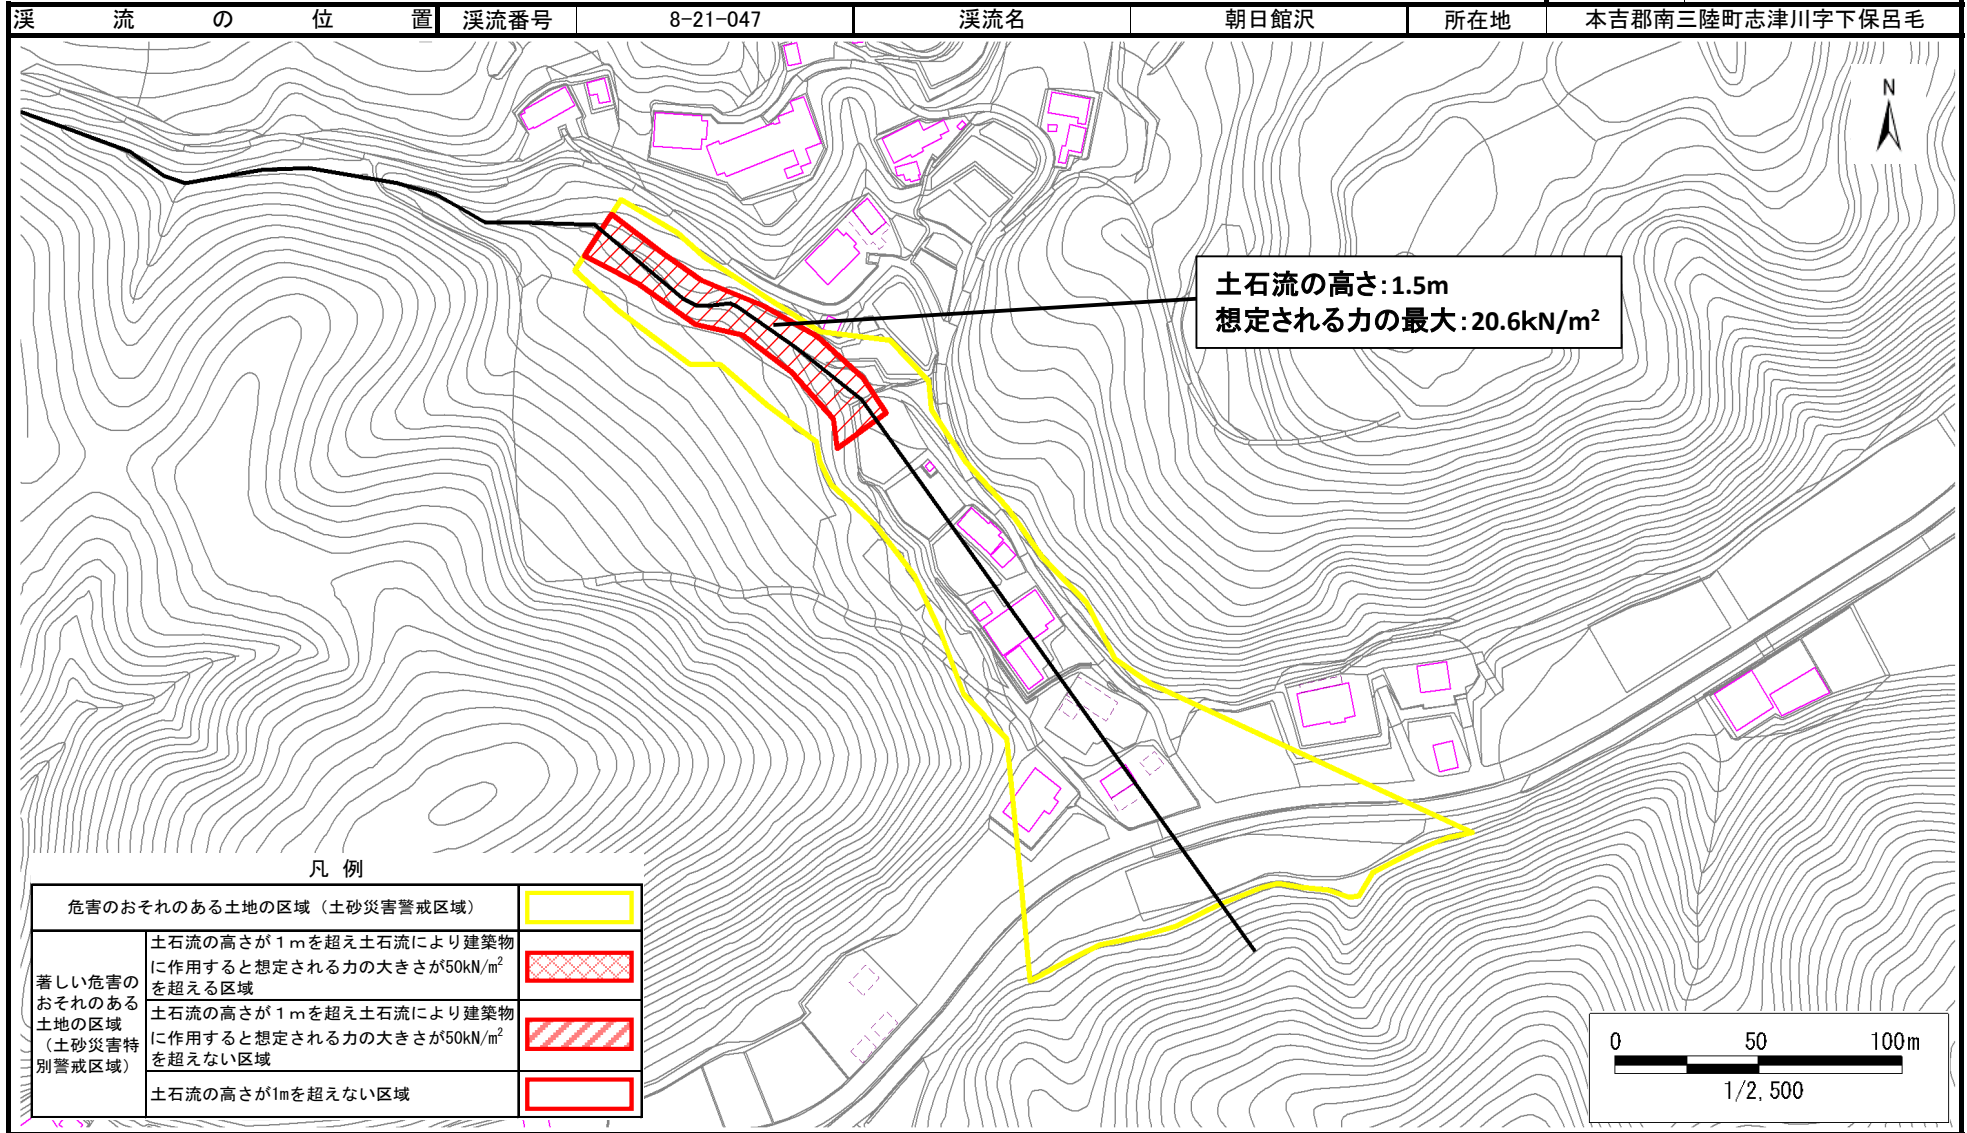 渓流の位置 渓流番号 8-21-047 渓流名 朝日館沢 所在地 本吉郡南三陸町志津川字下保呂毛
N
土石流の高さ:1.5m
想定される力の最大:20.6kN/m²
凡 例
危害のおそれのある土地の区域(土砂災害警戒区域)
著しい危害の
おそれのある
土地の区域
(土砂災害特
別警戒区域)
土石流の高さが1mを超え土石流により建築物
に作用すると想定される力の大きさが50kN/㎡
を超える区域
土石流の高さが1mを超え土石流により建築物
に作用すると想定される力の大きさが50kN/㎡
を超えない区域
土石流の高さが1mを超えない区域
0 50 100m
1/2,500